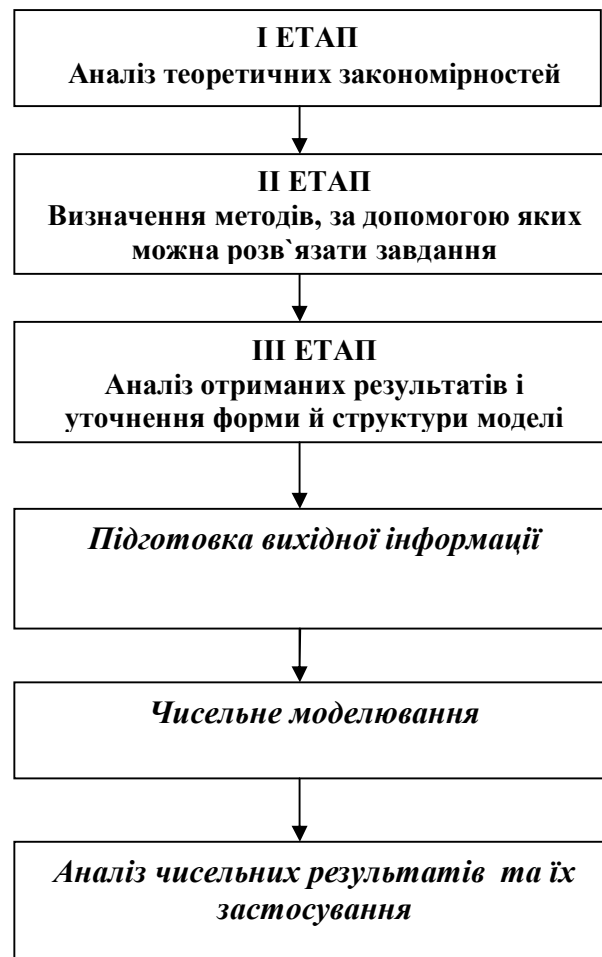 І ЕТАП
Аналіз теоретичних закономірностей
ІІ ЕТАП
Визначення методів, за допомогою яких
можна розв`язати завдання
ІІІ ЕТАП
Аналіз отриманих результатів і
уточнення форми й структури моделі
Підготовка вихідної інформації
Чисельне моделювання
Аналіз чисельних результатів та їх
застосування